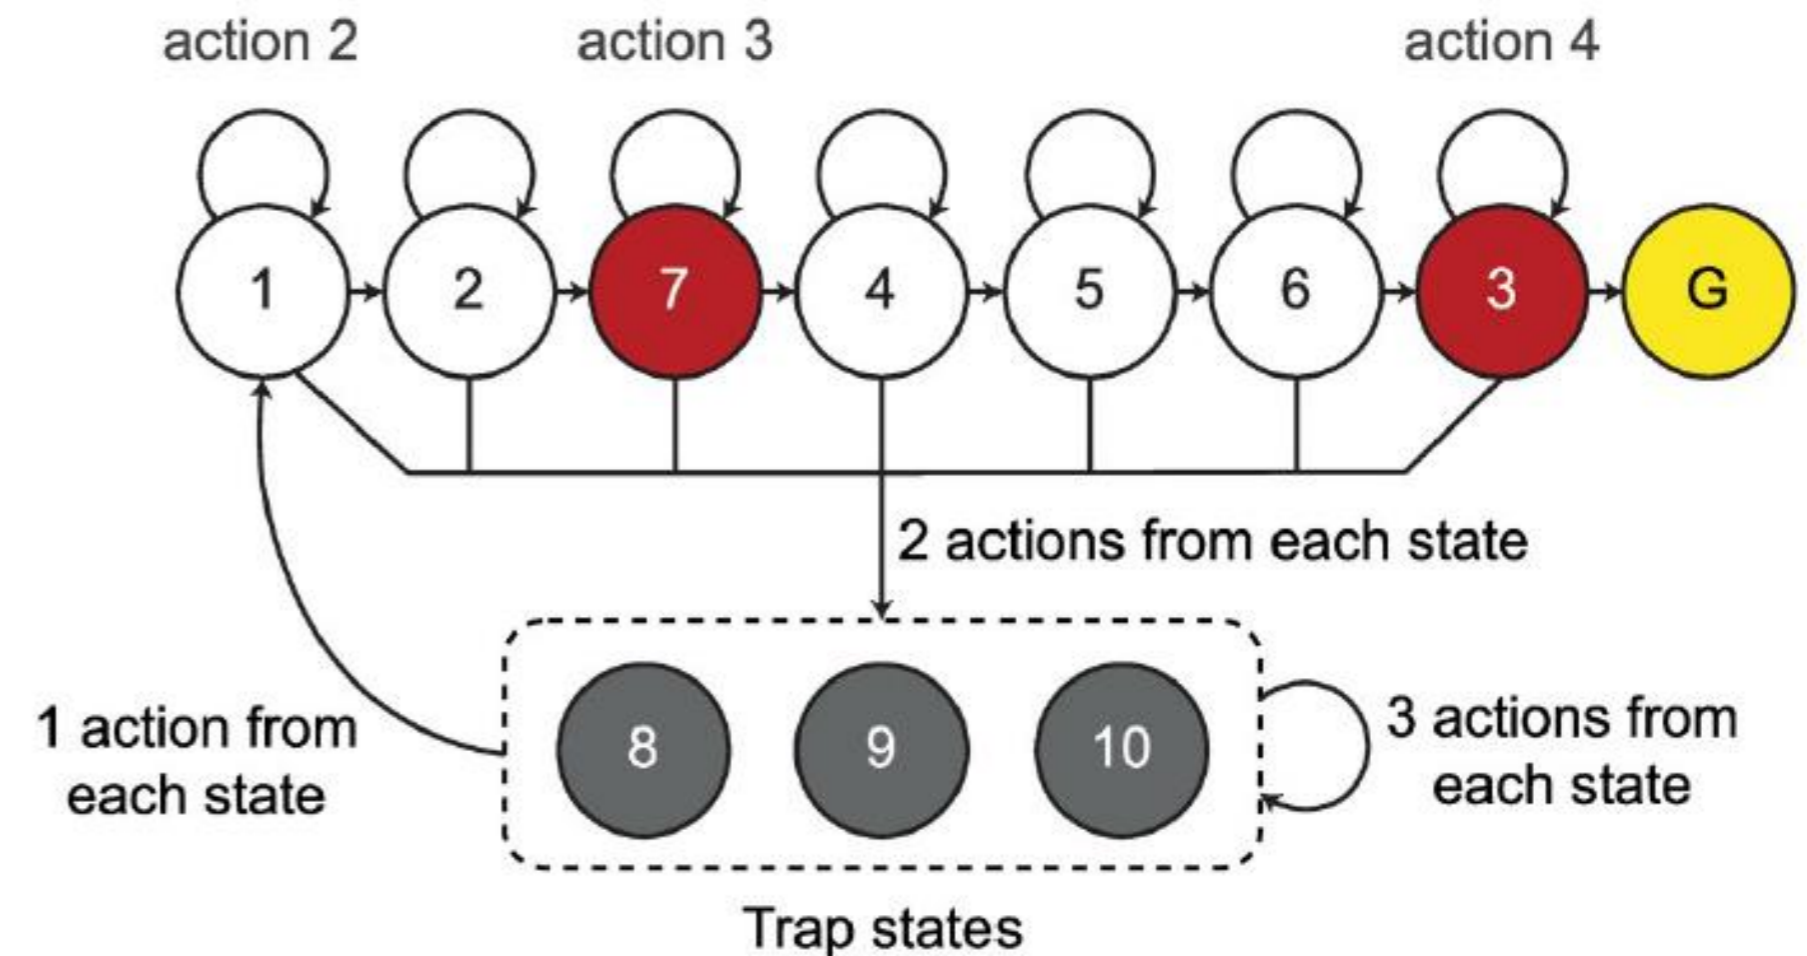 action 2 action 3 action 4
1 2 7 4 5 6 3 G
2 actions from each state
1 action from
each state
8 9 10
3 actions from
each state
Trap states